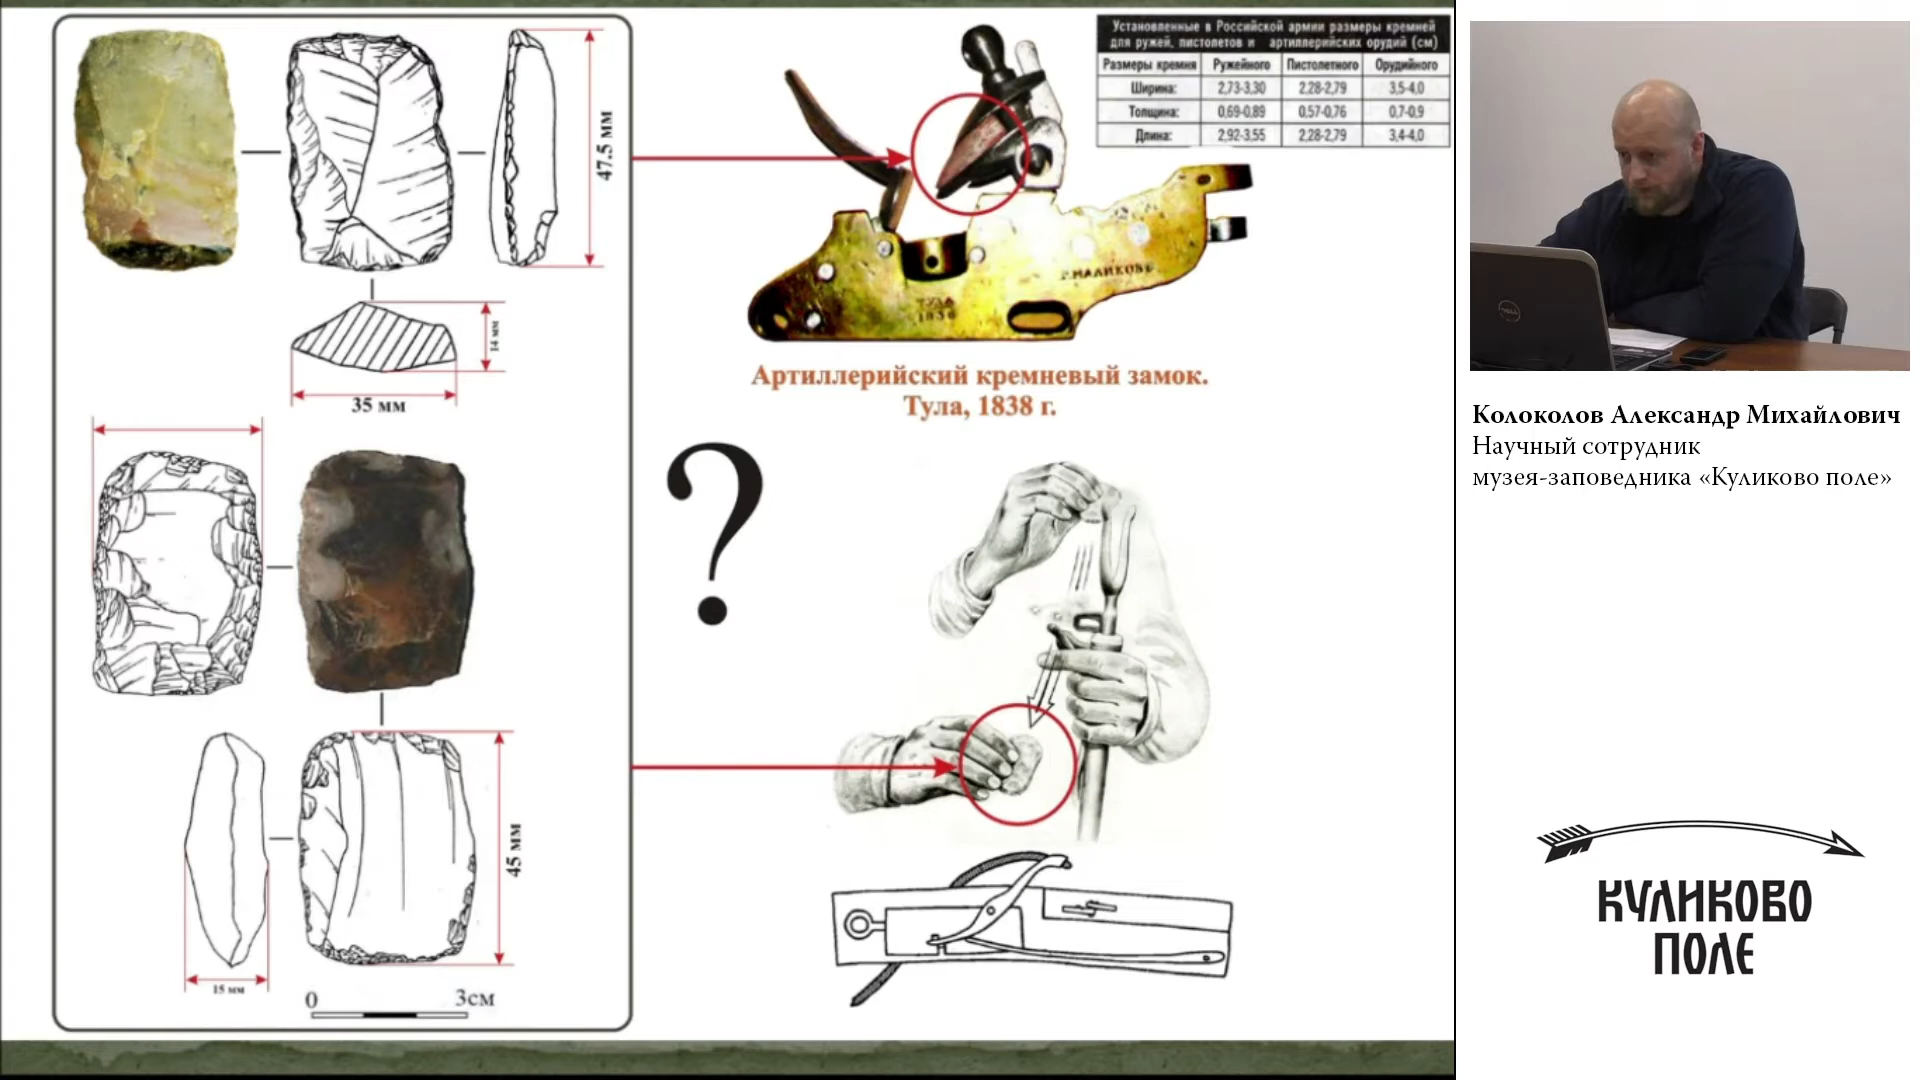 47.5 мм
14 мм
35 мм
45 мм
15 мм
0 3см
Установленные в Российской армии размеры кремней
для ружей, пистолетов и артиллерийских орудий (см)
Размеры кремня Ружейного Пистолетного Орудийного
Ширина: 2,73-3,30 2,28-2,79 3,5-4,0
Толщина: 0,69-0,89 0,57-0,76 0,7-0,9
Длина: 2,92-3,55 2,28-2,79 3,4-4,0
ТУЛА
Артиллерийский кремневый замок.
Тула, 1838 г.
?
Колоколов Александр Михайлович
Научный сотрудник
музея-заповедника «Куликово поле»
КУЛИКОВО
ПОЛЕ